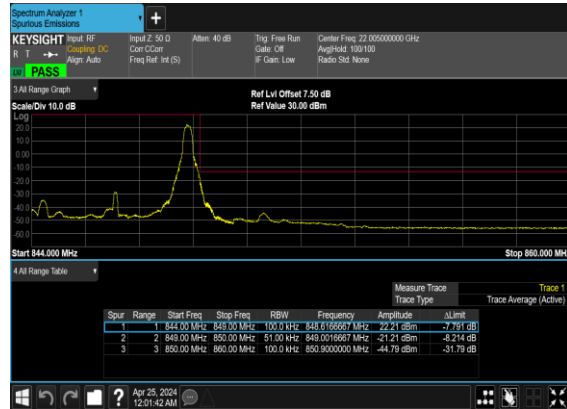 Spectrum Analyzer 1
Spurious Emissions
+
KEYSIGHT Input: RF Input Z: 50 Ω Atten: 40 dB Trig: Free Run Center Freq: 22.005000000 GHz
R T Coupling: DC Corr CCorr Gate: Off Avg|Hold: 100/100
Align: Auto Freq Ref: Int (S) IF Gain: Low Radio Std: None
LW PASS
3 All Range Graph
Ref Lvl Offset 7.50 dB
Scale/Div 10.0 dB Ref Value 30.00 dBm
Log
20.0
10.0
0.00
-10.0
-20.0
-30.0
-40.0
-50.0
-60.0
Start 844.000 MHz Stop 860.000 MH
4 All Range Table
Measure Trace Trace 1
Trace Type Trace Average (Active)
Spur Range Start Freq Stop Freq RBW Frequency Amplitude ΔLimit
1 1 844.00 MHz 849.00 MHz 100.0 kHz 848.6166667 MHz 22.21 dBm -7.791 dB
2 2 849.00 MHz 850.00 MHz 51.00 kHz 849.0016667 MHz -21.21 dBm -8.214 dB
3 3 850.00 MHz 860.00 MHz 100.0 kHz 850.9000000 MHz -44.79 dBm -31.79 dB
? Apr 25, 2024
12:01:42 AM